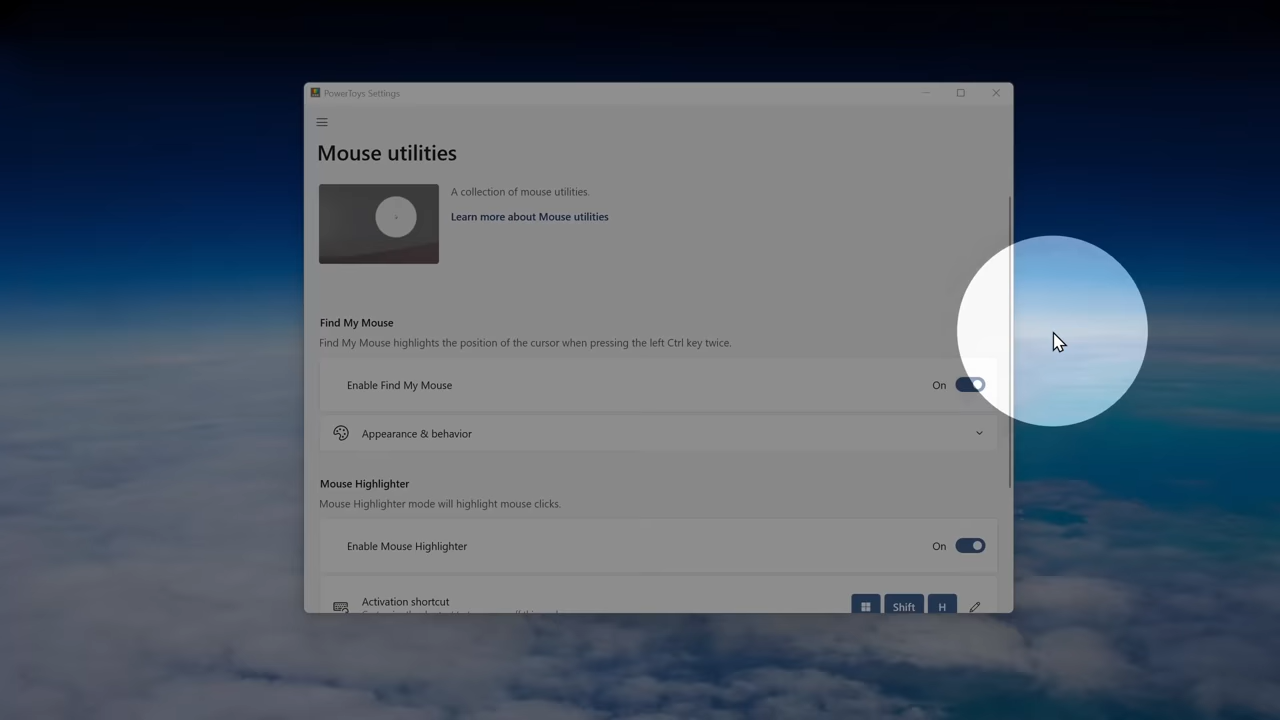 PowerToys Settings
Mouse utilities
A collection of mouse utilities.
Learn more about Mouse utilities
Find My Mouse
Find My Mouse highlights the position of the cursor when pressing the left Ctrl key twice.
Enable Find My Mouse On
Appearance & behavior
Mouse Highlighter
Mouse Highlighter mode will highlight mouse clicks.
Enable Mouse Highlighter On
Activation shortcut Shift H